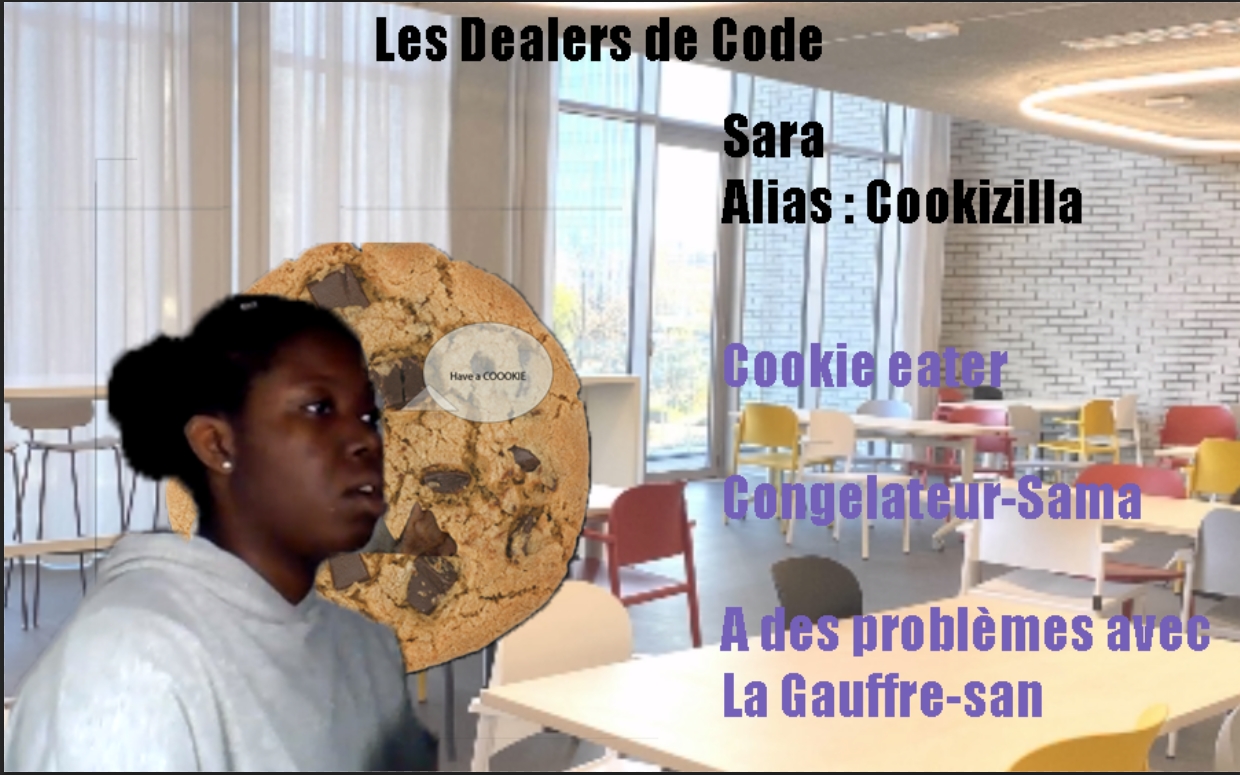 Les Dealers de Code
Sara
Alias : Cookizilla
Have a COOOKIE
Cookie eater
Congelateur-Sama
A des problèmes avec
La Gauffre-san